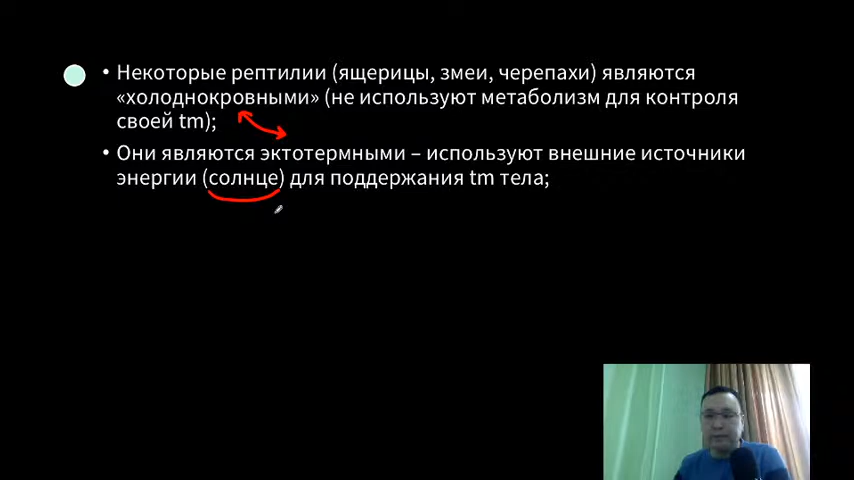 • Некоторые рептилии (ящерицы, змеи, черепахи) являются
«холоднокровными» (не используют метаболизм для контроля
своей tm);
• Они являются эктотермными – используют внешние источники
энергии (солнце) для поддержания tm тела;